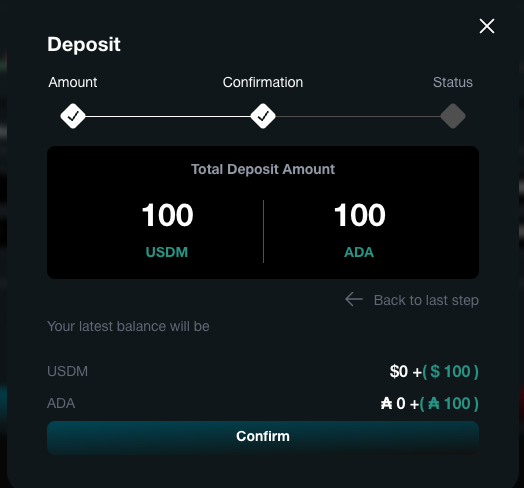 Deposit
Amount Confirmation Status
Total Deposit Amount
100 100
USDM ADA
← Back to last step
Your latest balance will be
USDM $0 +( $ 100 )
ADA ₳ 0 +( ₳ 100 )
Confirm